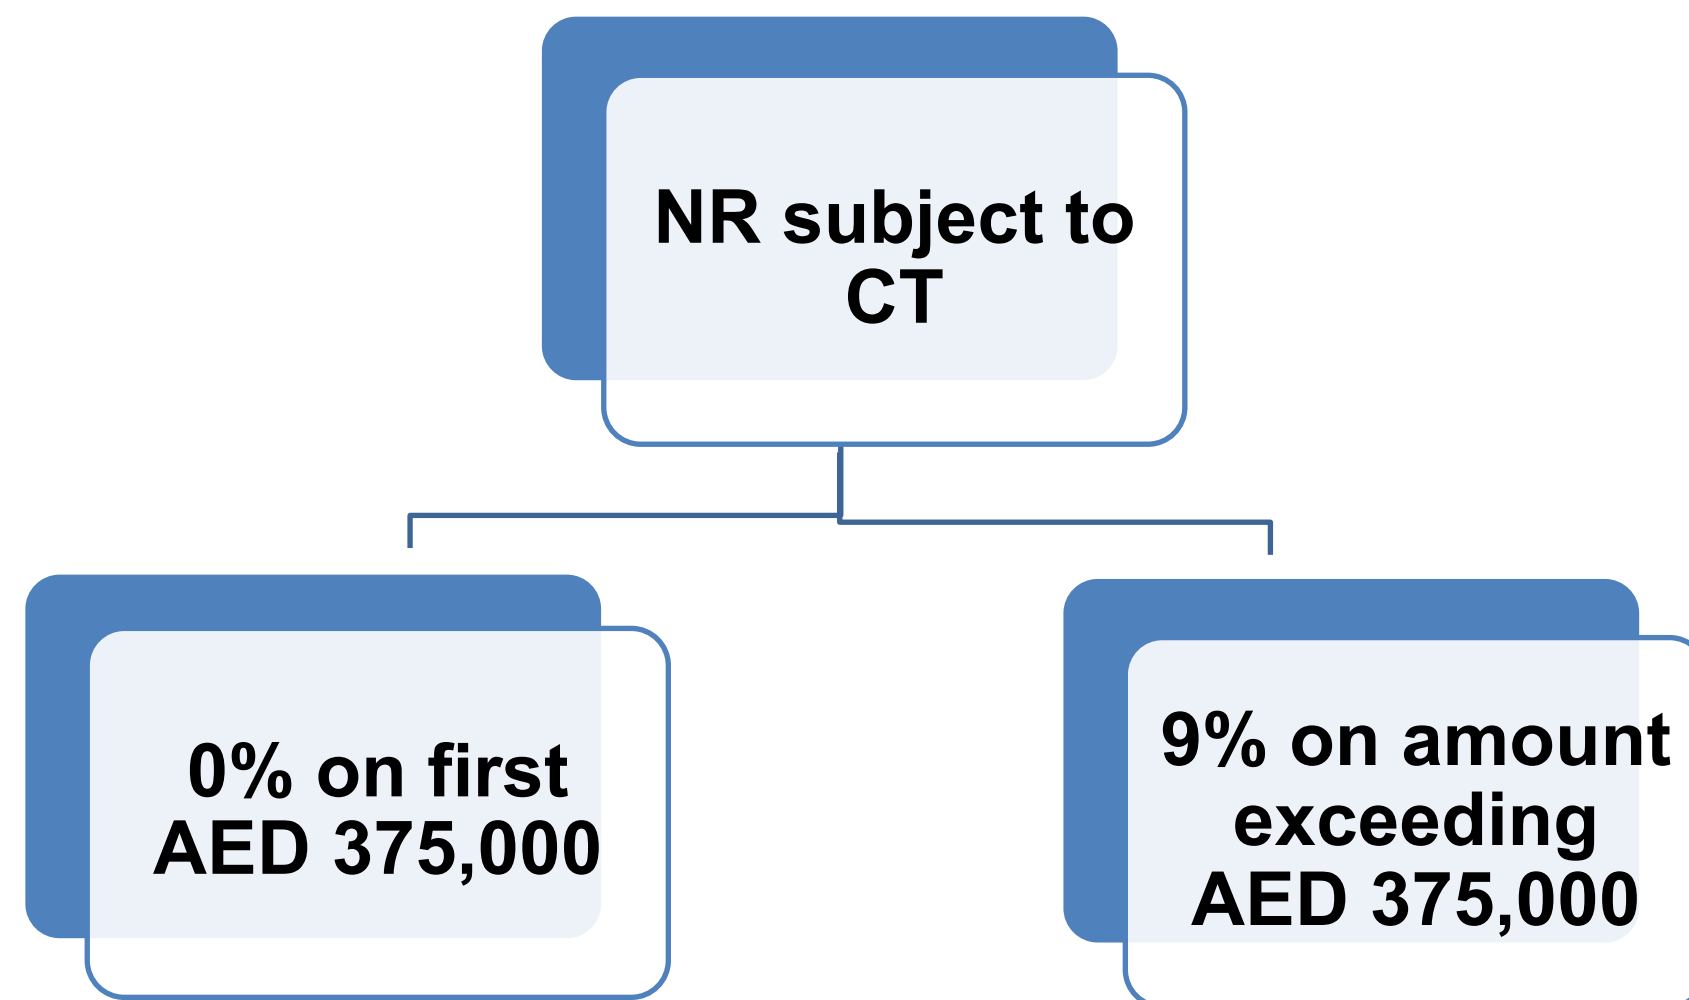 NR subject to
CT
0% on first
AED 375,000
9% on amount
exceeding
AED 375,000